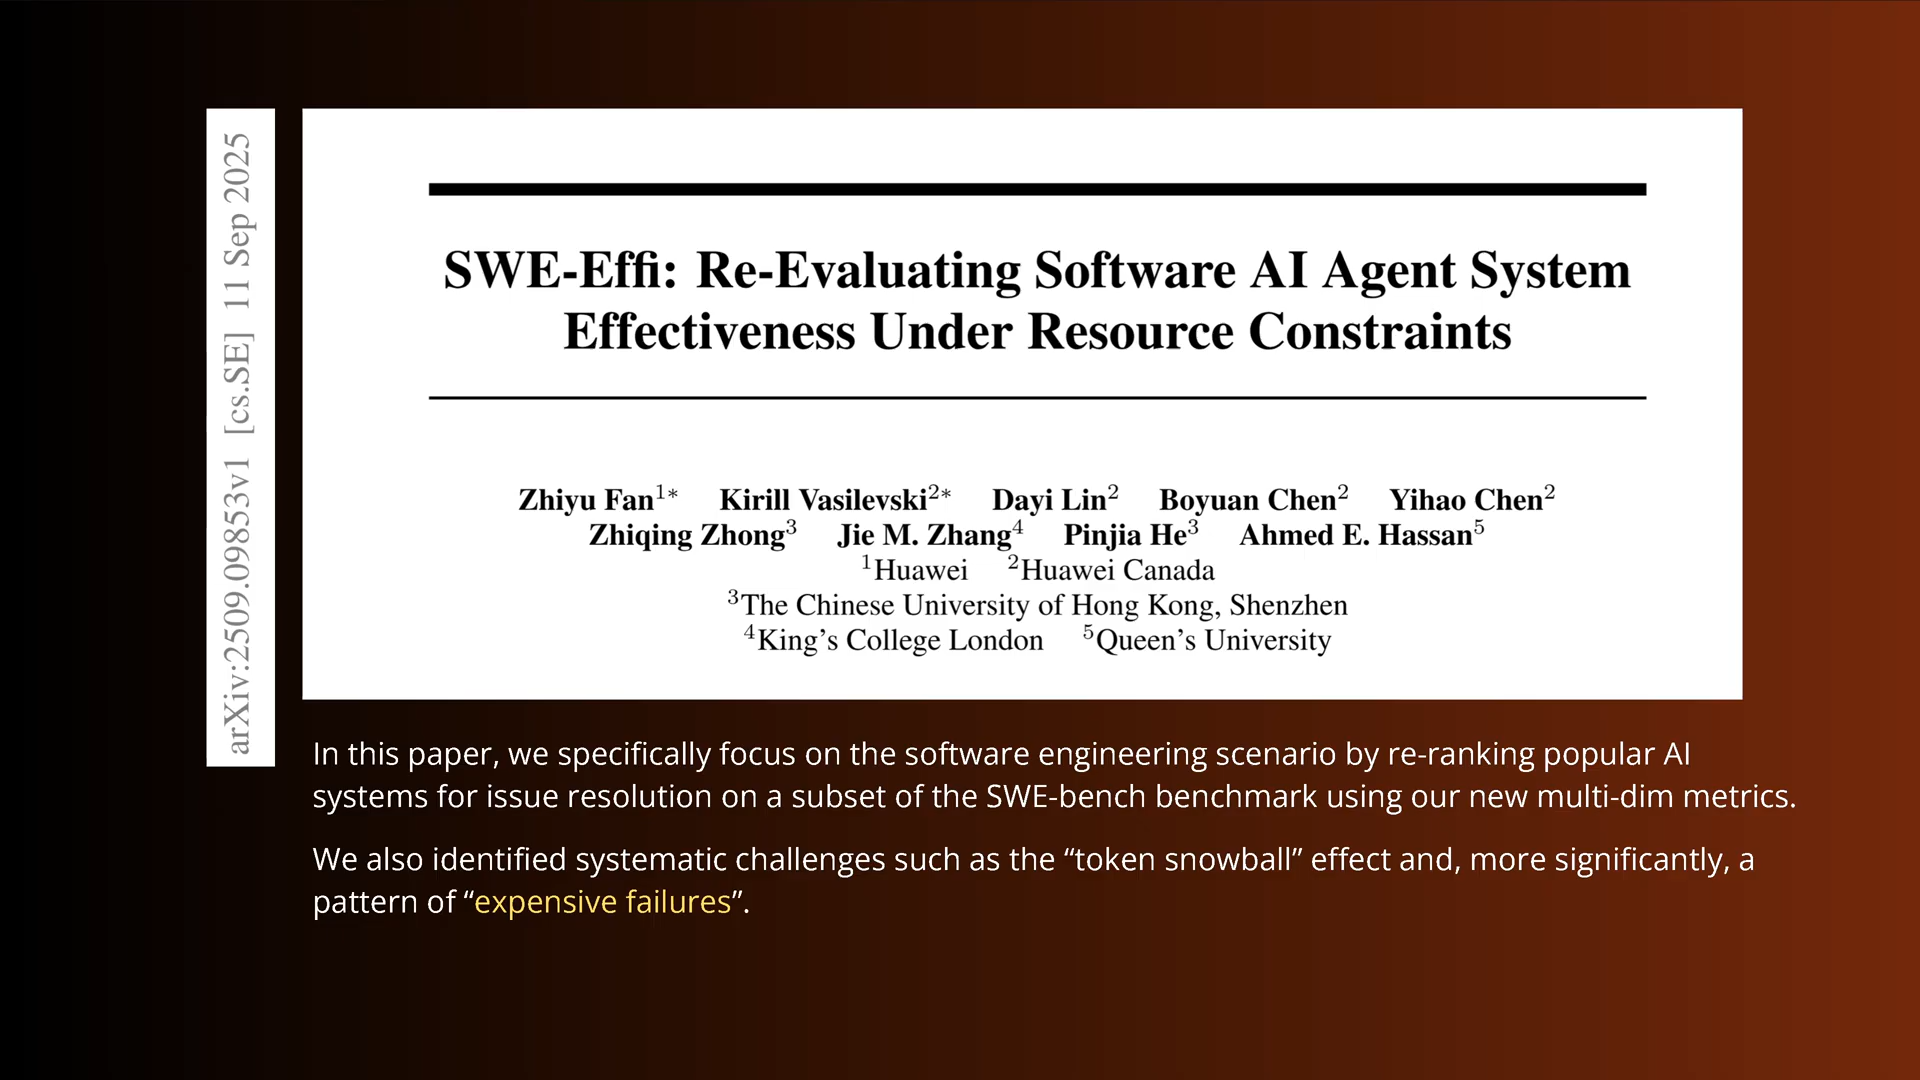 arXiv:2509.09853v1 [cs.SE] 11 Sep 2025
SWE-Effi: Re-Evaluating Software AI Agent System
Effectiveness Under Resource Constraints
Zhiyu Fan¹* Kirill Vasilevski²* Dayi Lin² Boyuan Chen² Yihao Chen²
Zhiqing Zhong³ Jie M. Zhang⁴ Pinjia He³ Ahmed E. Hassan⁵
¹Huawei ²Huawei Canada
³The Chinese University of Hong Kong, Shenzhen
⁴King’s College London ⁵Queen’s University
In this paper, we specifically focus on the software engineering scenario by re-ranking popular AI
systems for issue resolution on a subset of the SWE-bench benchmark using our new multi-dim metrics.
We also identified systematic challenges such as the “token snowball” effect and, more significantly, a
pattern of “expensive failures”.